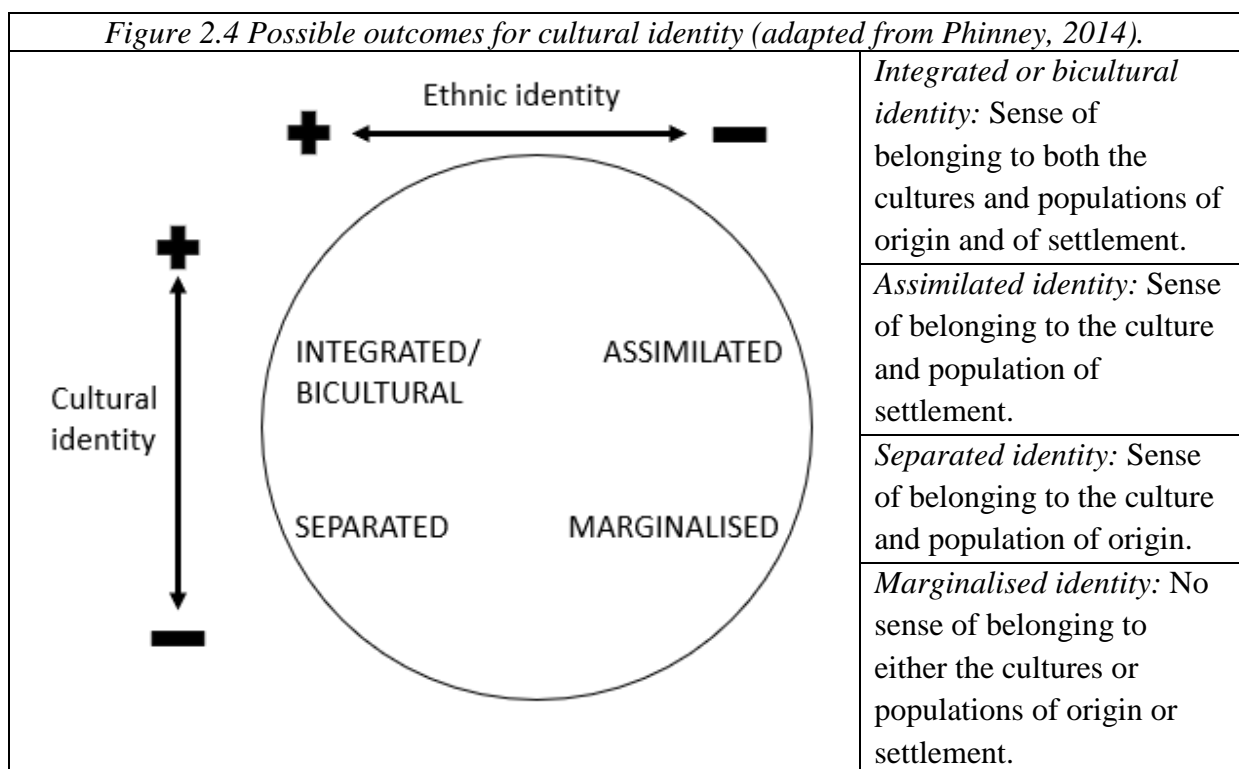 Figure 2.4 Possible outcomes for cultural identity (adapted from Phinney, 2014).
Ethnic identity
Cultural
identity
INTEGRATED/
BICULTURAL
ASSIMILATED
SEPARATED
MARGINALISED
Integrated or bicultural
identity: Sense of
belonging to both the
cultures and populations of
origin and of settlement.
Assimilated identity: Sense
of belonging to the culture
and population of
settlement.
Separated identity: Sense
of belonging to the culture
and population of origin.
Marginalised identity: No
sense of belonging to
either the cultures or
populations of origin or
settlement.